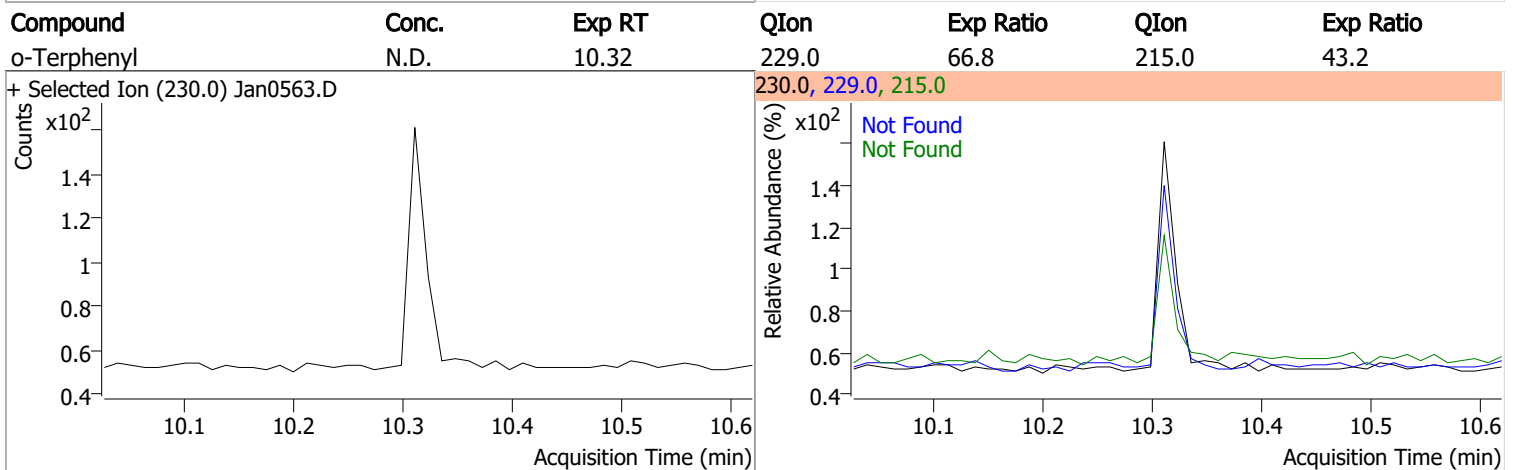 Compound Conc. Exp RT QIon Exp Ratio QIon Exp Ratio
o-Terphenyl N.D. 10.32 229.0 66.8 215.0 43.2
+ Selected Ion (230.0) Jan0563.D
Counts
x10²
1.4
1.2
1
0.8
0.6
0.4
10.1 10.2 10.3 10.4 10.5 10.6
Acquisition Time (min)
230.0, 229.0, 215.0
Relative Abundance (%)
x10²
Not Found
Not Found
1.4
1.2
1
0.8
0.6
0.4
10.1 10.2 10.3 10.4 10.5 10.6
Acquisition Time (min)